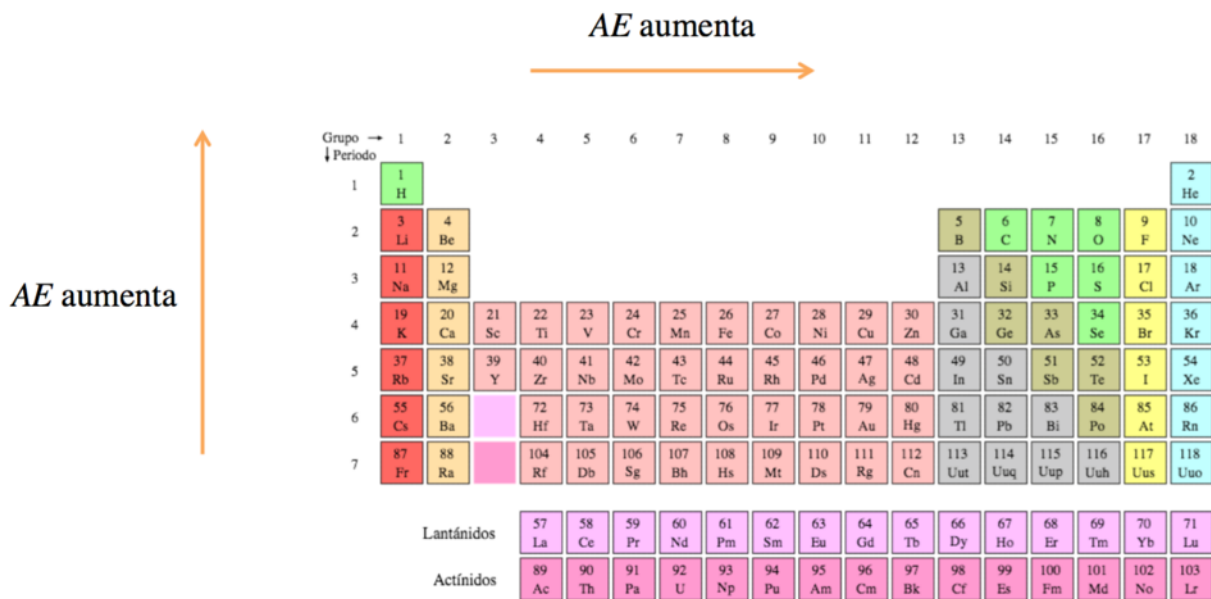 AE aumenta
AE aumenta
Grupo → 1 2 3 4 5 6 7 8 9 10 11 12 13 14 15 16 17 18
↓ Periodo
1 1 2
H He
2 3 4 5 6 7 8 9 10
Li Be B C N O F Ne
3 11 12 13 14 15 16 17 18
Na Mg Al Si P S Cl Ar
4 19 20 21 22 23 24 25 26 27 28 29 30 31 32 33 34 35 36
K Ca Sc Ti V Cr Mn Fe Co Ni Cu Zn Ga Ge As Se Br Kr
5 37 38 39 40 41 42 43 44 45 46 47 48 49 50 51 52 53 54
Rb Sr Y Zr Nb Mo Tc Ru Rh Pd Ag Cd In Sn Sb Te I Xe
6 55 56 72 73 74 75 76 77 78 79 80 81 82 83 84 85 86
Cs Ba Hf Ta W Re Os Ir Pt Au Hg Tl Pb Bi Po At Rn
7 87 88 104 105 106 107 108 109 110 111 112 113 114 115 116 117 118
Fr Ra Rf Db Sg Bh Hs Mt Ds Rg Cn Uut Uuq Uup Uuh Uus Uuo
Lantánidos 57 58 59 60 61 62 63 64 65 66 67 68 69 70 71
La Ce Pr Nd Pm Sm Eu Gd Tb Dy Ho Er Tm Yb Lu
Actínidos 89 90 91 92 93 94 95 96 97 98 99 100 101 102 103
Ac Th Pa U Np Pu Am Cm Bk Cf Es Fm Md No Lr